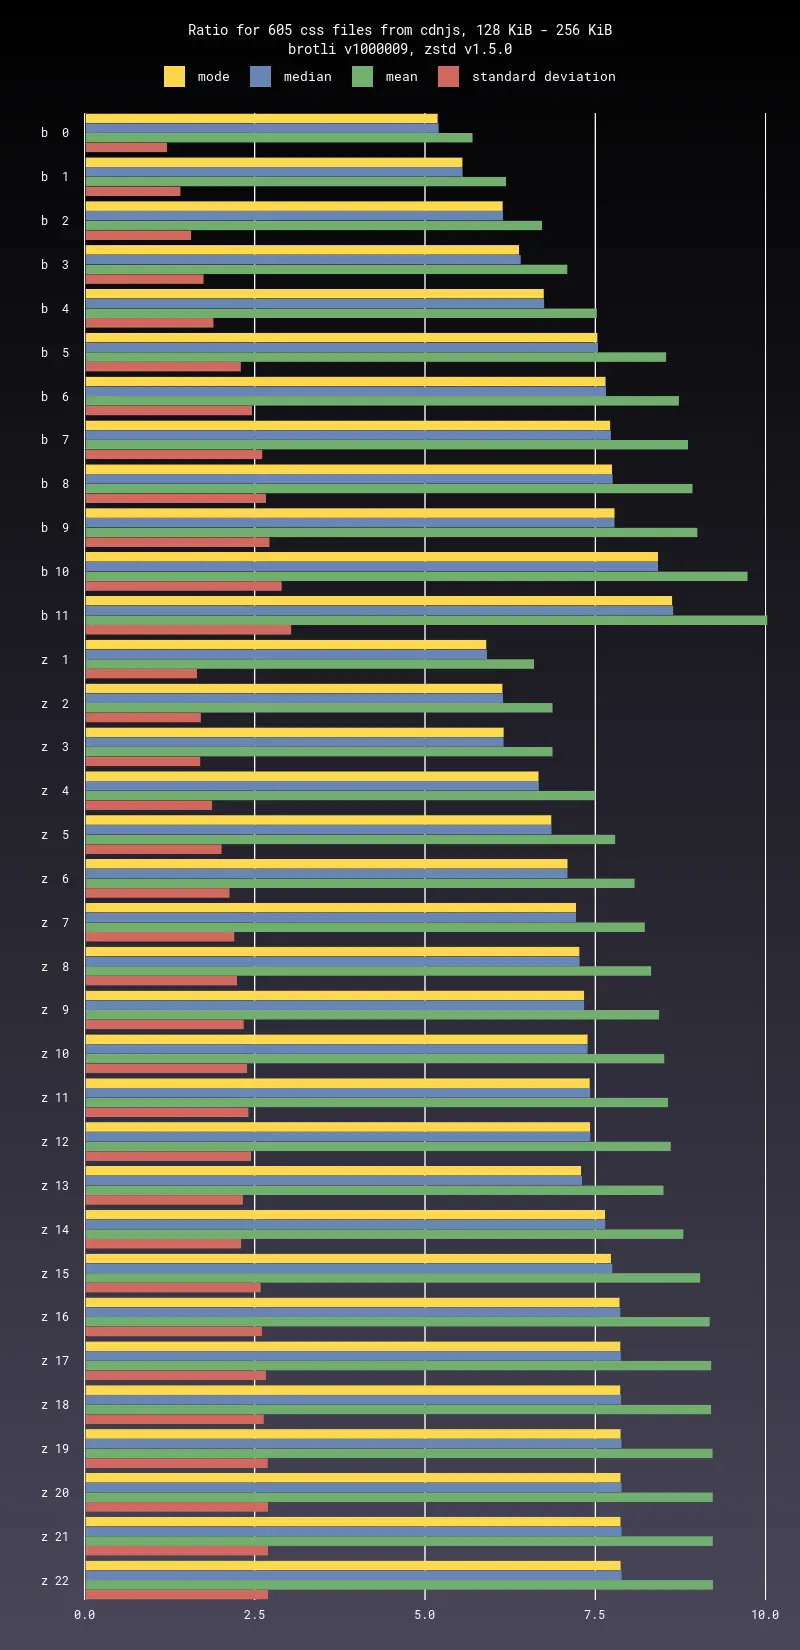 Ratio for 605 css files from cdnjs, 128 KiB - 256 KiB
brotli v1000009, zstd v1.5.0
mode median mean standard deviation
b  0
b  1
b  2
b  3
b  4
b  5
b  6
b  7
b  8
b  9
b 10
b 11
z  1
z  2
z  3
z  4
z  5
z  6
z  7
z  8
z  9
z 10
z 11
z 12
z 13
z 14
z 15
z 16
z 17
z 18
z 19
z 20
z 21
z 22
0.0 2.5 5.0 7.5 10.0